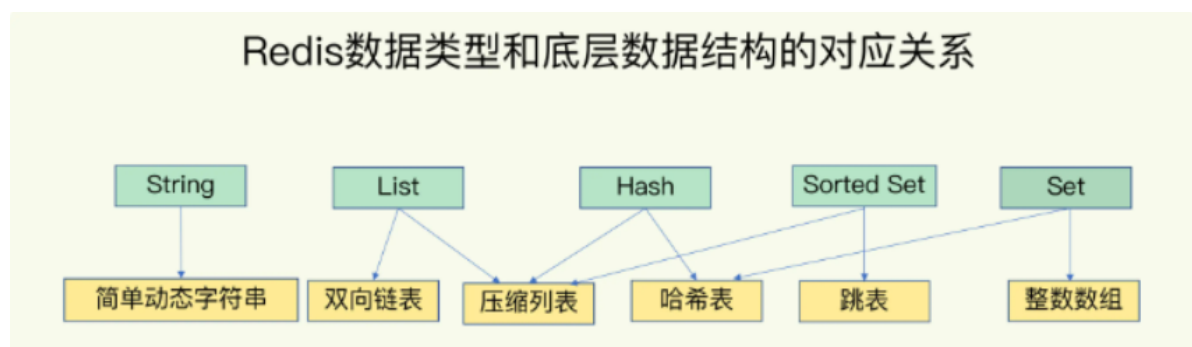 Redis数据类型和底层数据结构的对应关系
String
List
Hash
Sorted Set
Set
简单动态字符串
双向链表
压缩列表
哈希表
跳表
整数数组